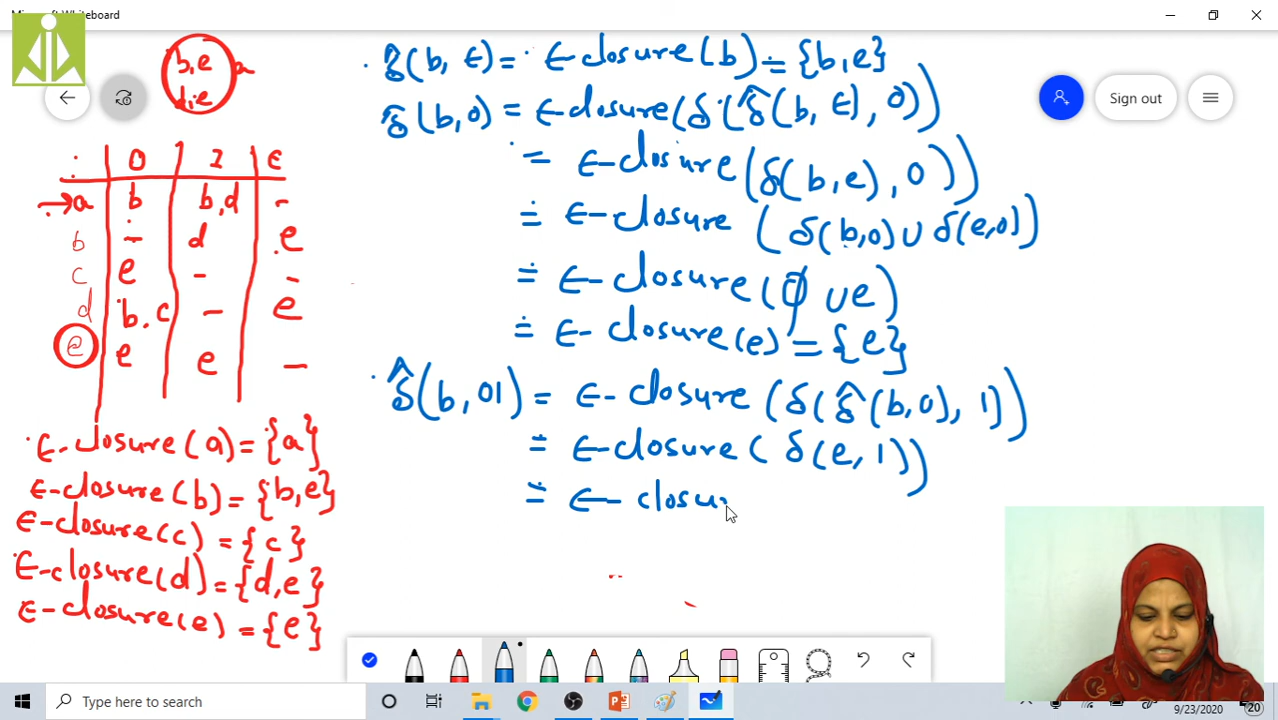 Microsoft Whiteboard
b,e
d,e
a
0 1 ε
→a b b,d -
b - d e
c e - -
d b.c - e
e e e -
ε-closure(a)={a}
ε-closure(b)={b,e}
ε-closure(c)={c}
ε-closure(d)={d,e}
ε-closure(e)={e}
δ̂(b, ε)= ε-closure(b)={b,e}
δ̂(b,0) = ε-closure(δ(δ̂(b, ε), 0))
= ε-closure(δ(b,e),0))
= ε-closure (δ(b,0)∪δ(e,0))
= ε-closure(∅ ∪e)
= ε-closure(e)={e}
δ̂(b,01)= ε-closure (δ(δ̂(b,0),1))
= ε-closure( δ(e,1))
= ε-closu
Sign out
Type here to search
9/23/2020
20